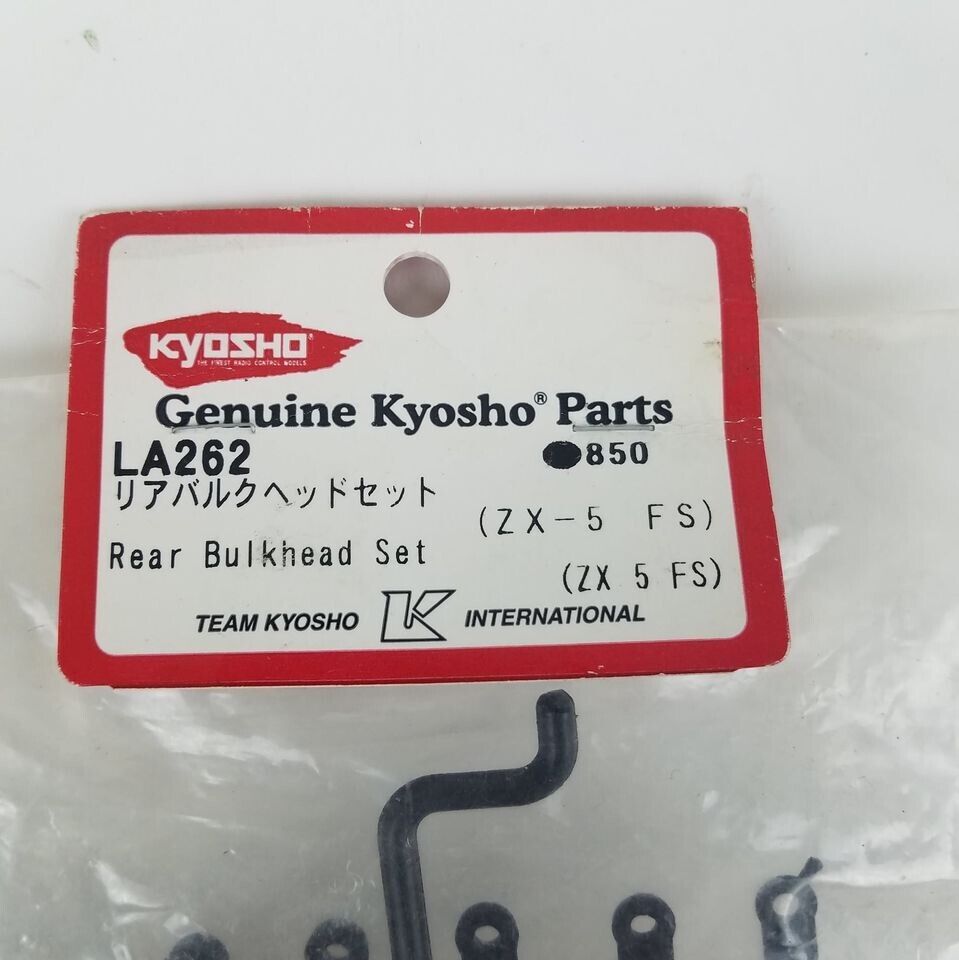 KYOSHO®
THE FINEST RADIO CONTROL MODELS
Genuine Kyosho® Parts
LA262 ●850
リアバルクヘッドセット
(ZX-5 FS)
Rear Bulkhead Set
(ZX 5 FS)
TEAM KYOSHO K INTERNATIONAL